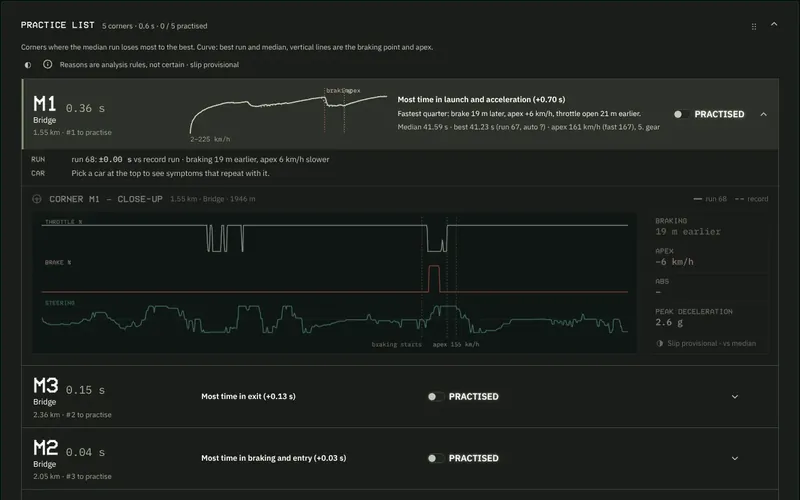 PRACTICE LIST 5 corners · 0.6 s · 0 / 5 practised
Corners where the median run loses most to the best. Curve: best run and median, vertical lines are the braking point and apex.
Reasons are analysis rules, not certain · slip provisional
M1 0.36 s
Bridge
1.55 km · #1 to practise
apex
2–225 km/h
Most time in launch and acceleration (+0.70 s)
Fastest quarter: brake 19 m later, apex +6 km/h, throttle open 21 m earlier.
Median 41.59 s · best 41.23 s (run 67, auto ?) · apex 161 km/h (fast 167), 5. gear
PRACTISED
RUN run 68: ±0.00 s vs record run · braking 19 m earlier, apex 6 km/h slower
CAR Pick a car at the top to see symptoms that repeat with it.
CORNER M1 – CLOSE-UP 1.55 km · Bridge · 1946 m
run 68 record
THROTTLE %
BRAKE %
STEERING
braking starts apex 155 km/h
BRAKING
19 m earlier
APEX
–6 km/h
ABS
–
PEAK DECELERATION
2.6 g
Slip provisional · vs median
M3 0.15 s
Bridge
2.36 km · #2 to practise
Most time in exit (+0.13 s)
PRACTISED
M2 0.04 s
Bridge
2.05 km · #3 to practise
Most time in braking and entry (+0.03 s)
PRACTISED